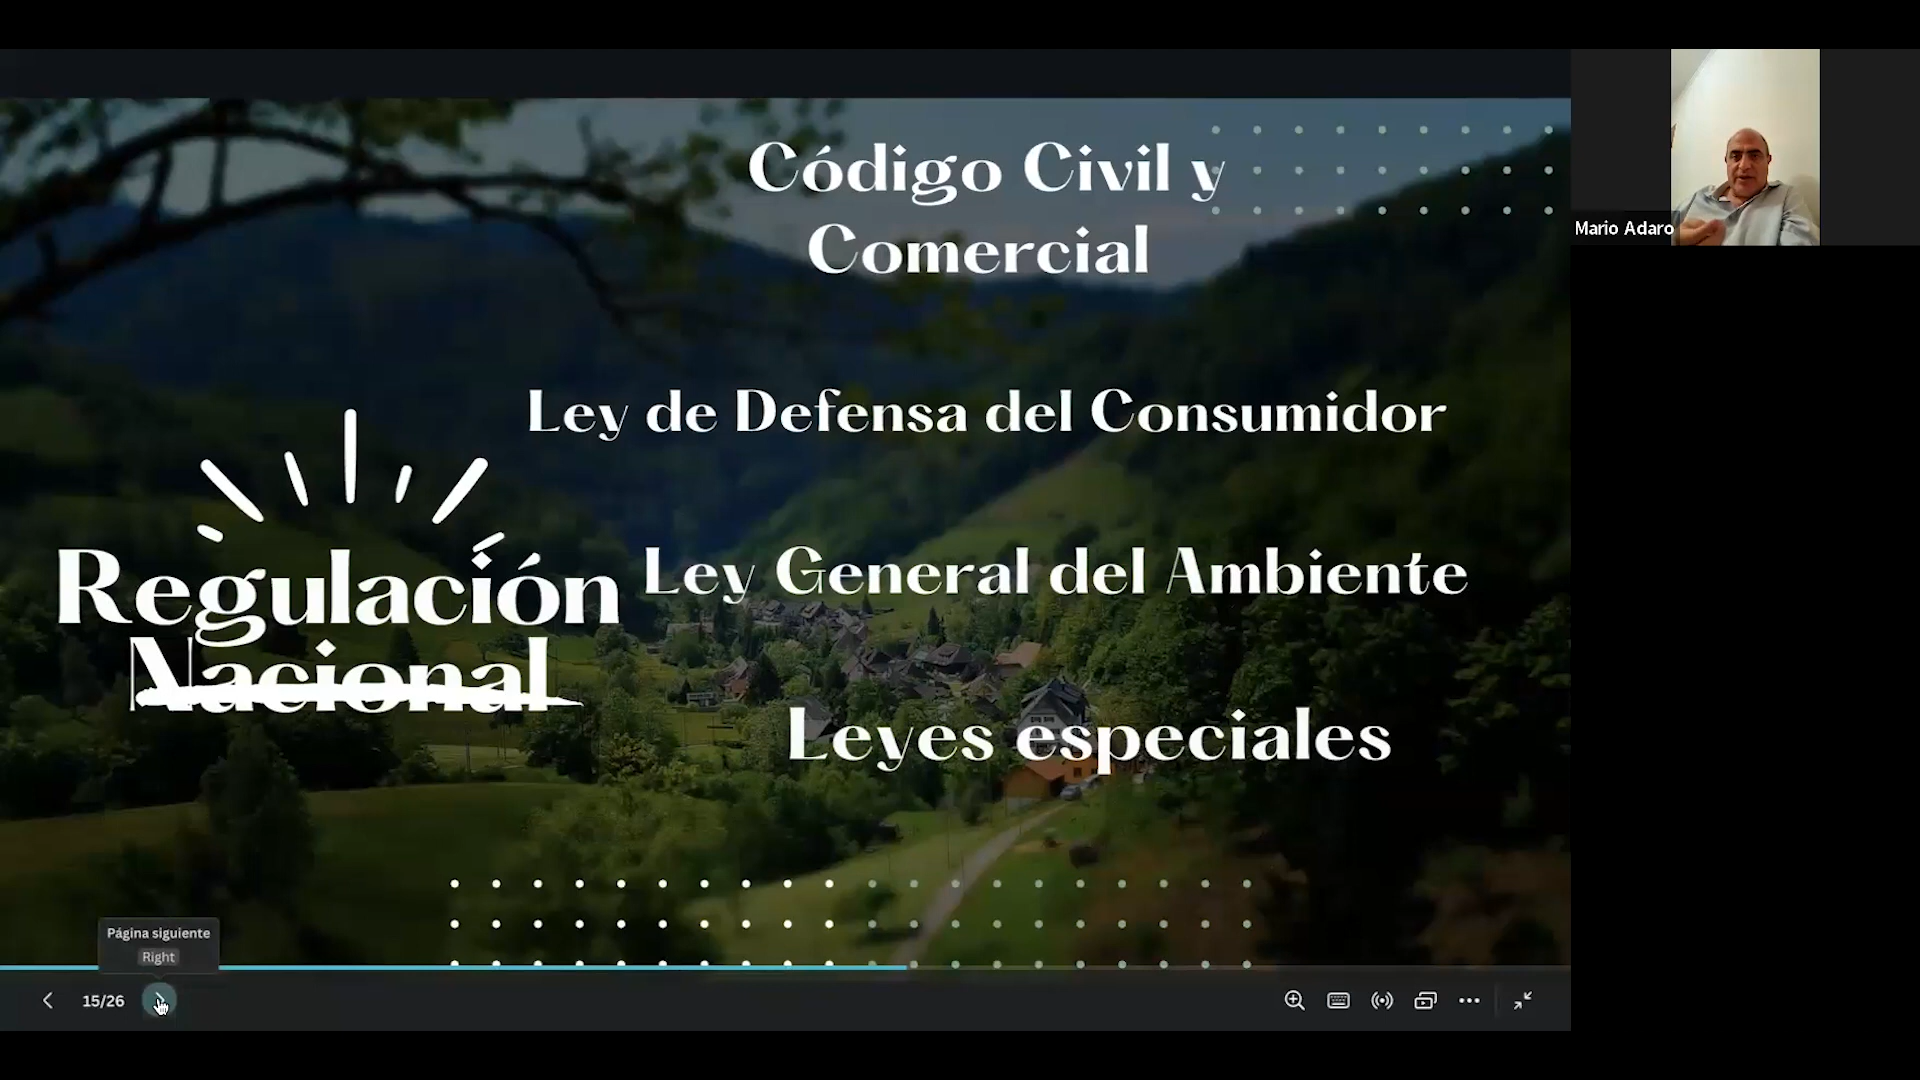 Código Civil y
Comercial
Ley de Defensa del Consumidor
Regulación
Nacional
Ley General del Ambiente
Leyes especiales
Mario Adaro
Página siguiente
Right
15/26